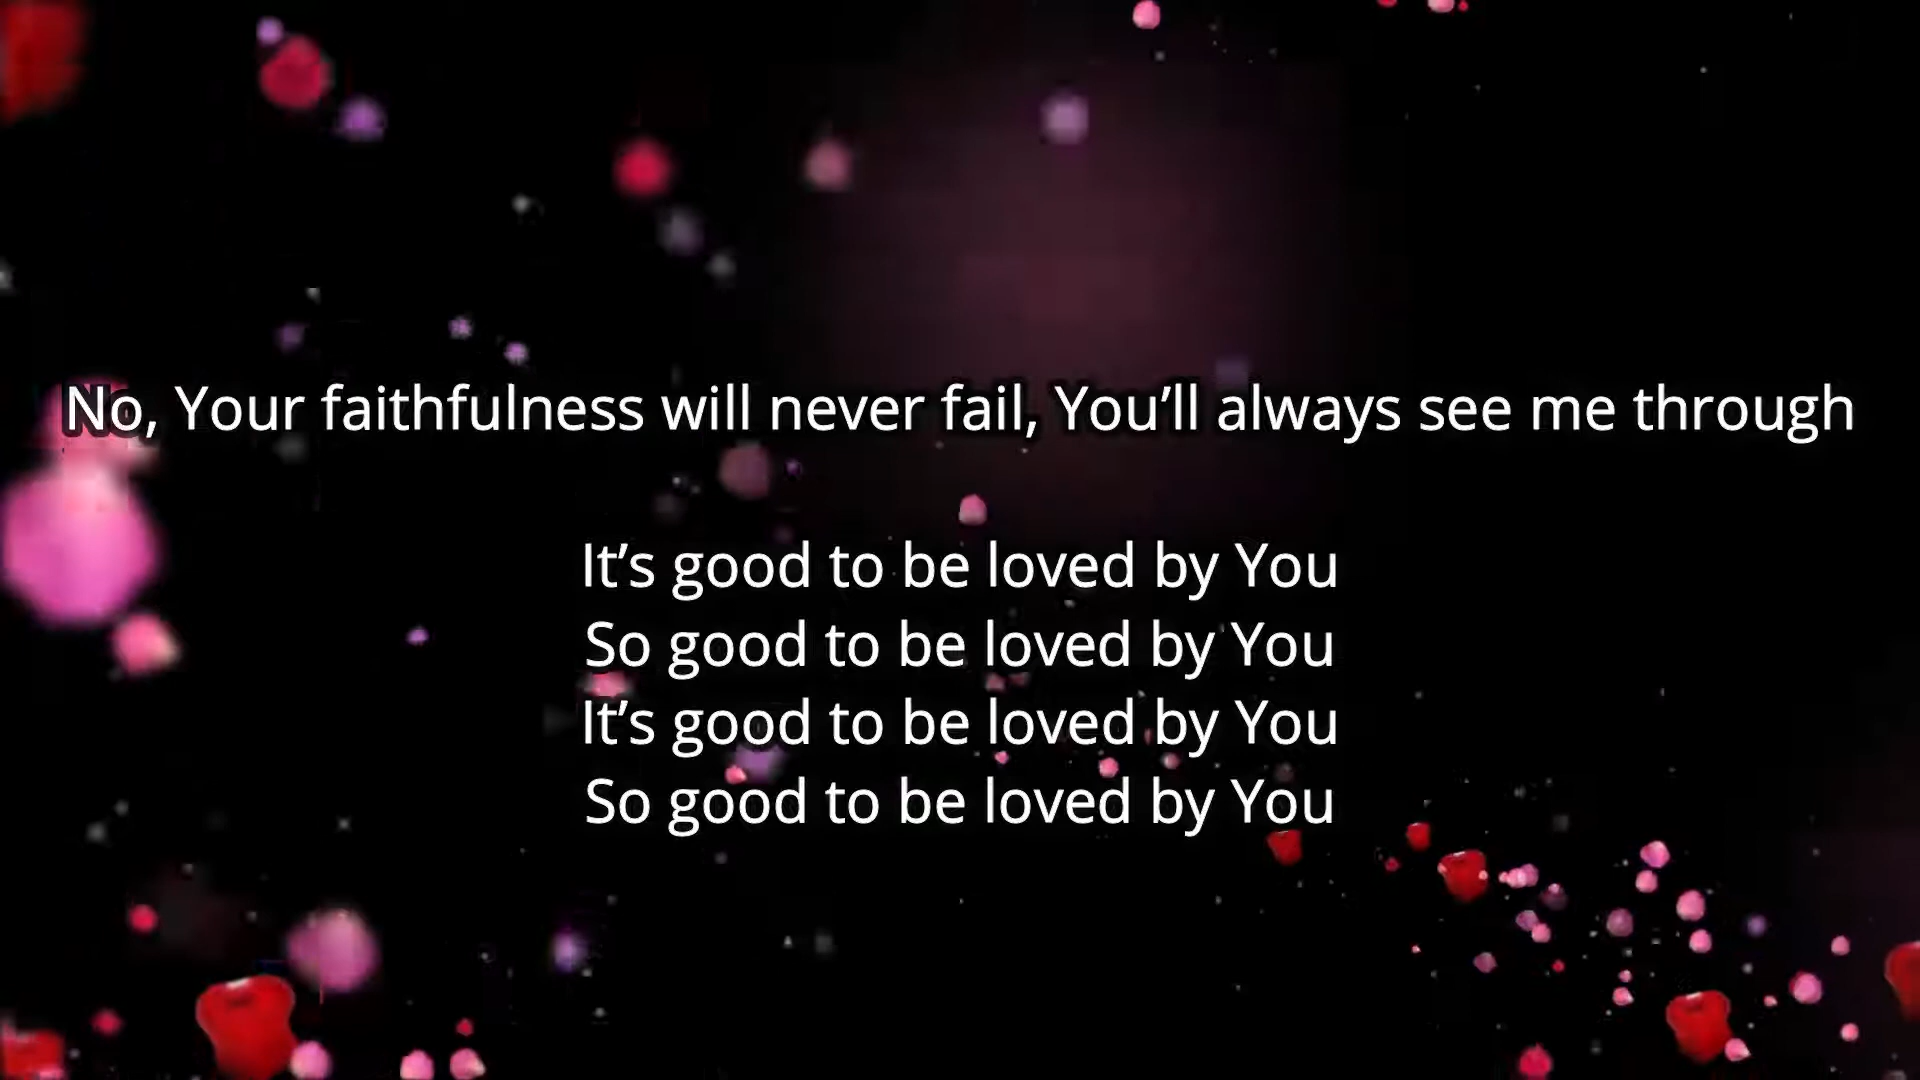 No, Your faithfulness will never fail, You’ll always see me through
It’s good to be loved by You
So good to be loved by You
It’s good to be loved by You
So good to be loved by You